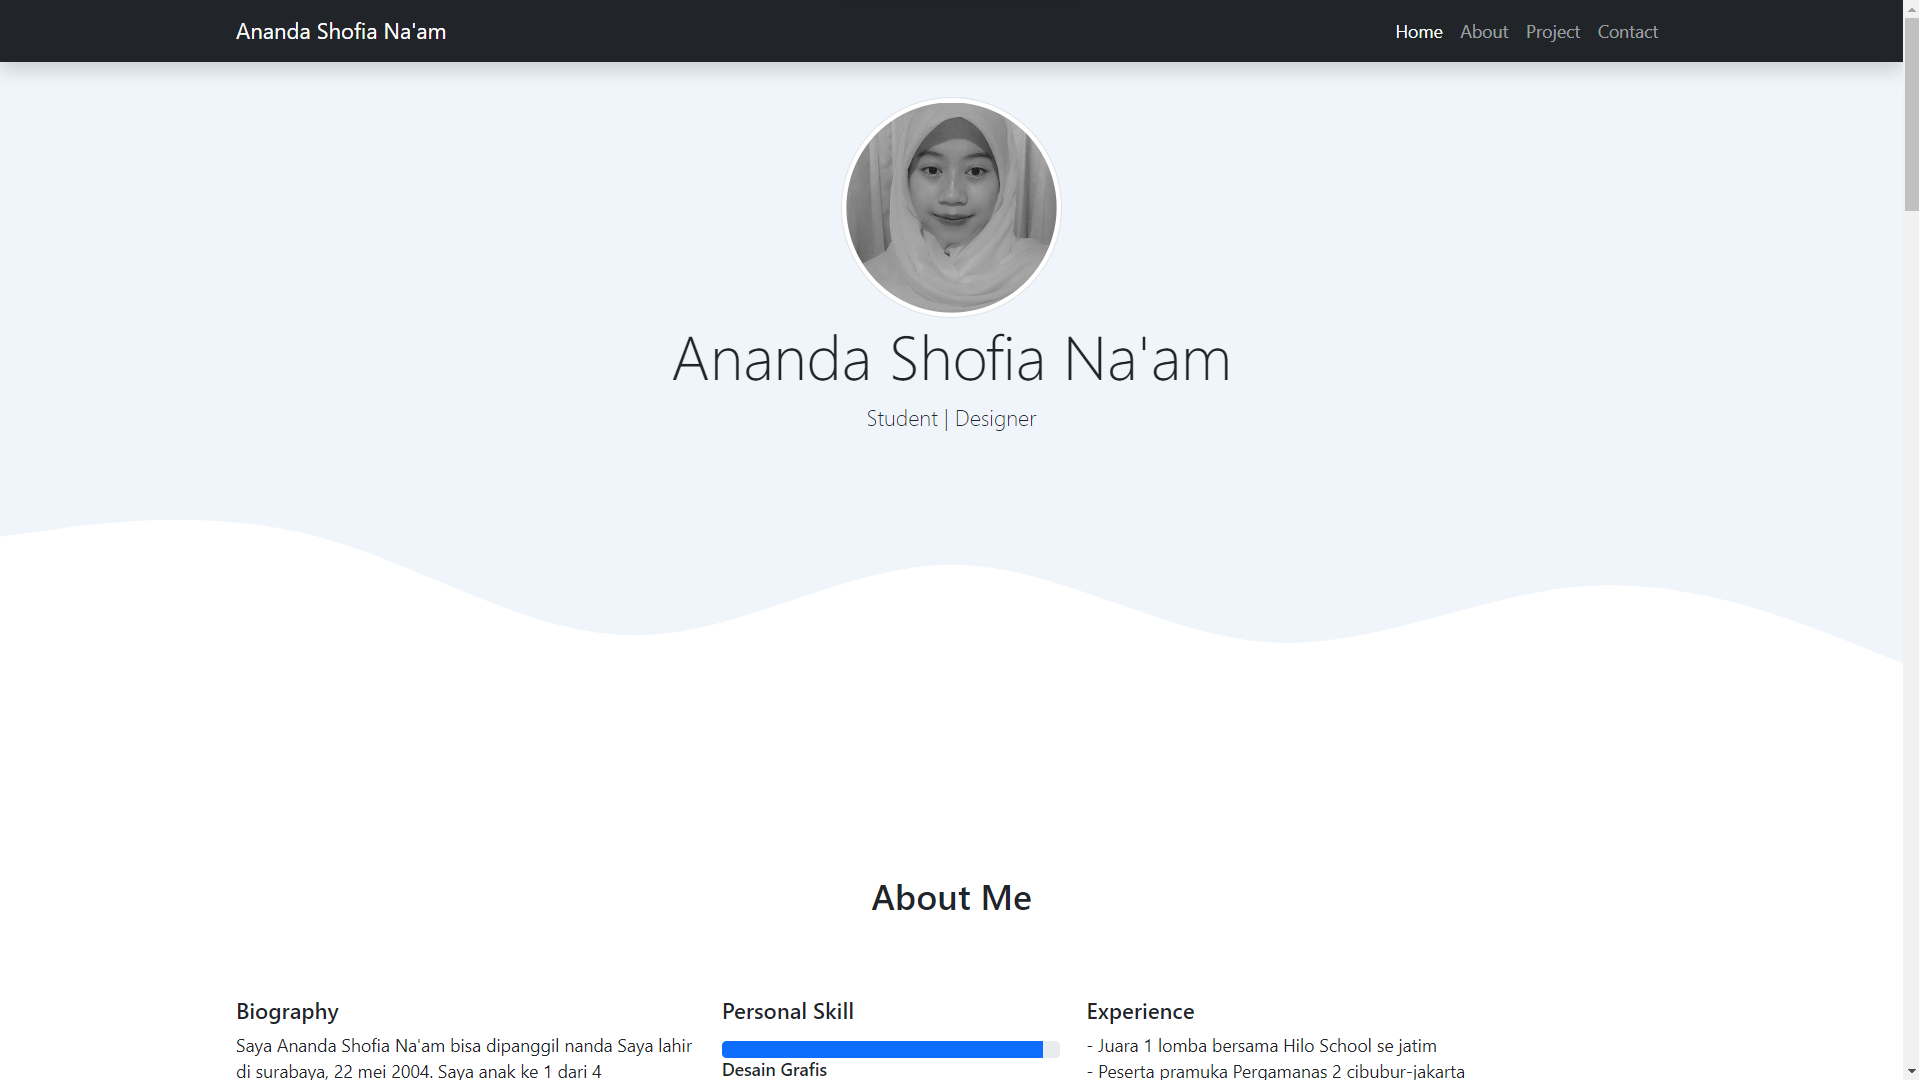 Ananda Shofia Na'am
Home About Project Contact
Ananda Shofia Na'am
Student | Designer
About Me
Biography
Saya Ananda Shofia Na'am bisa dipanggil nanda Saya lahir
di surabaya, 22 mei 2004. Saya anak ke 1 dari 4
Personal Skill
Desain Grafis
Experience
- Juara 1 lomba bersama Hilo School se jatim
- Peserta pramuka Pergamanas 2 cibubur-jakarta